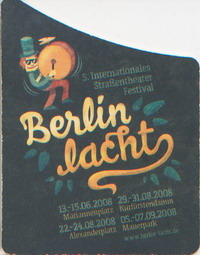 5. Internationales
Straßentheater
Festival
Berlin
lacht
13.-15.06.2008 29.-31.08.2008
Mariannenplatz Kurfürstendamm
22.-24.08.2008 05.-07.09.2008
Alexanderplatz Mauerpark
www.berlin-lacht.de